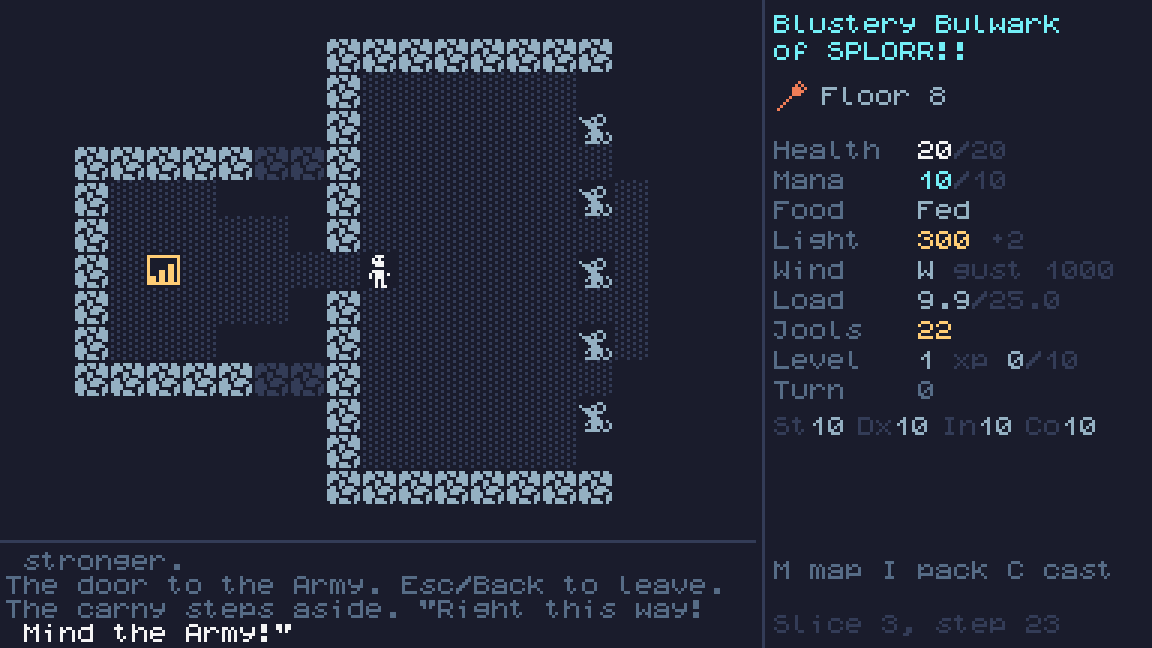 Blustery Bulwark
of SPLORR!!
Floor 8
Health 20/20
Mana 10/10
Food Fed
Light 300 +2
Wind W gust 1000
Load 9.9/25.0
Jools 22
Level 1 xp 0/10
Turn 0
St10 Dx10 In10 Co10
M map I pack C cast
Slice 3, step 23
stronger.
The door to the Army. Esc/Back to leave.
The carny steps aside. "Right this way!
Mind the Army!"